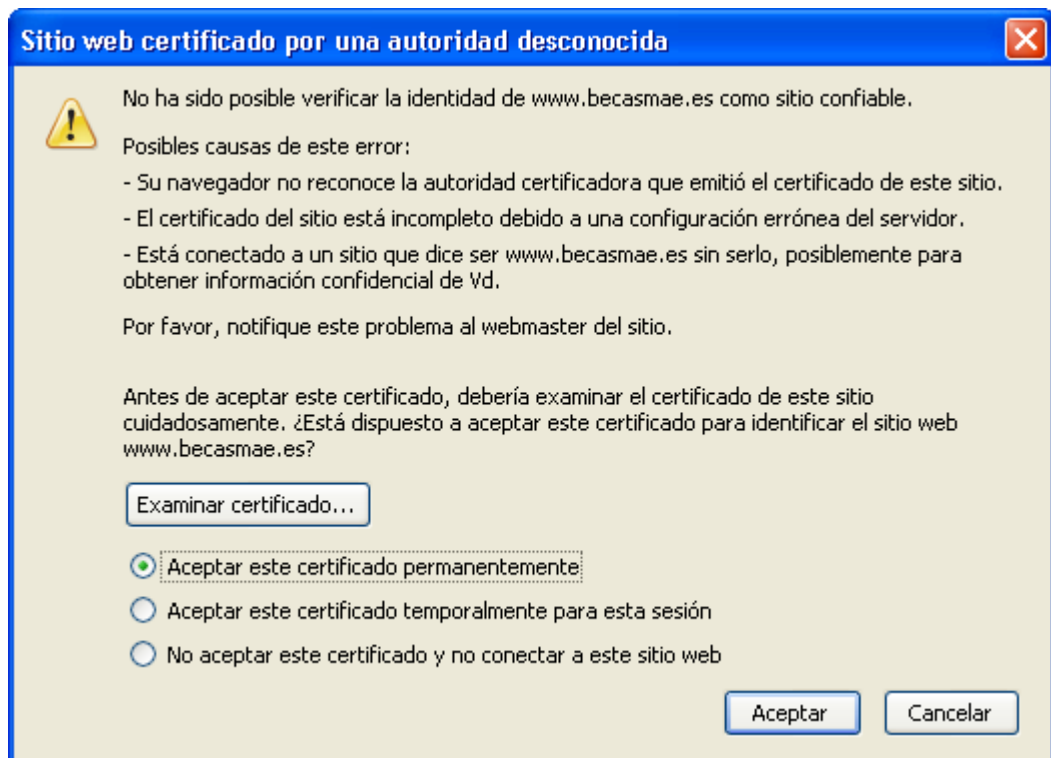 Sitio web certificado por una autoridad desconocida
No ha sido posible verificar la identidad de www.becasmae.es como sitio confiable.
Posibles causas de este error:
- Su navegador no reconoce la autoridad certificadora que emitió el certificado de este sitio.
- El certificado del sitio está incompleto debido a una configuración errónea del servidor.
- Está conectado a un sitio que dice ser www.becasmae.es sin serlo, posiblemente para
obtener información confidencial de Vd.
Por favor, notifique este problema al webmaster del sitio.
Antes de aceptar este certificado, debería examinar el certificado de este sitio
cuidadosamente. ¿Está dispuesto a aceptar este certificado para identificar el sitio web
www.becasmae.es?
Examinar certificado...
Aceptar este certificado permanentemente
Aceptar este certificado temporalmente para esta sesión
No aceptar este certificado y no conectar a este sitio web
Aceptar Cancelar